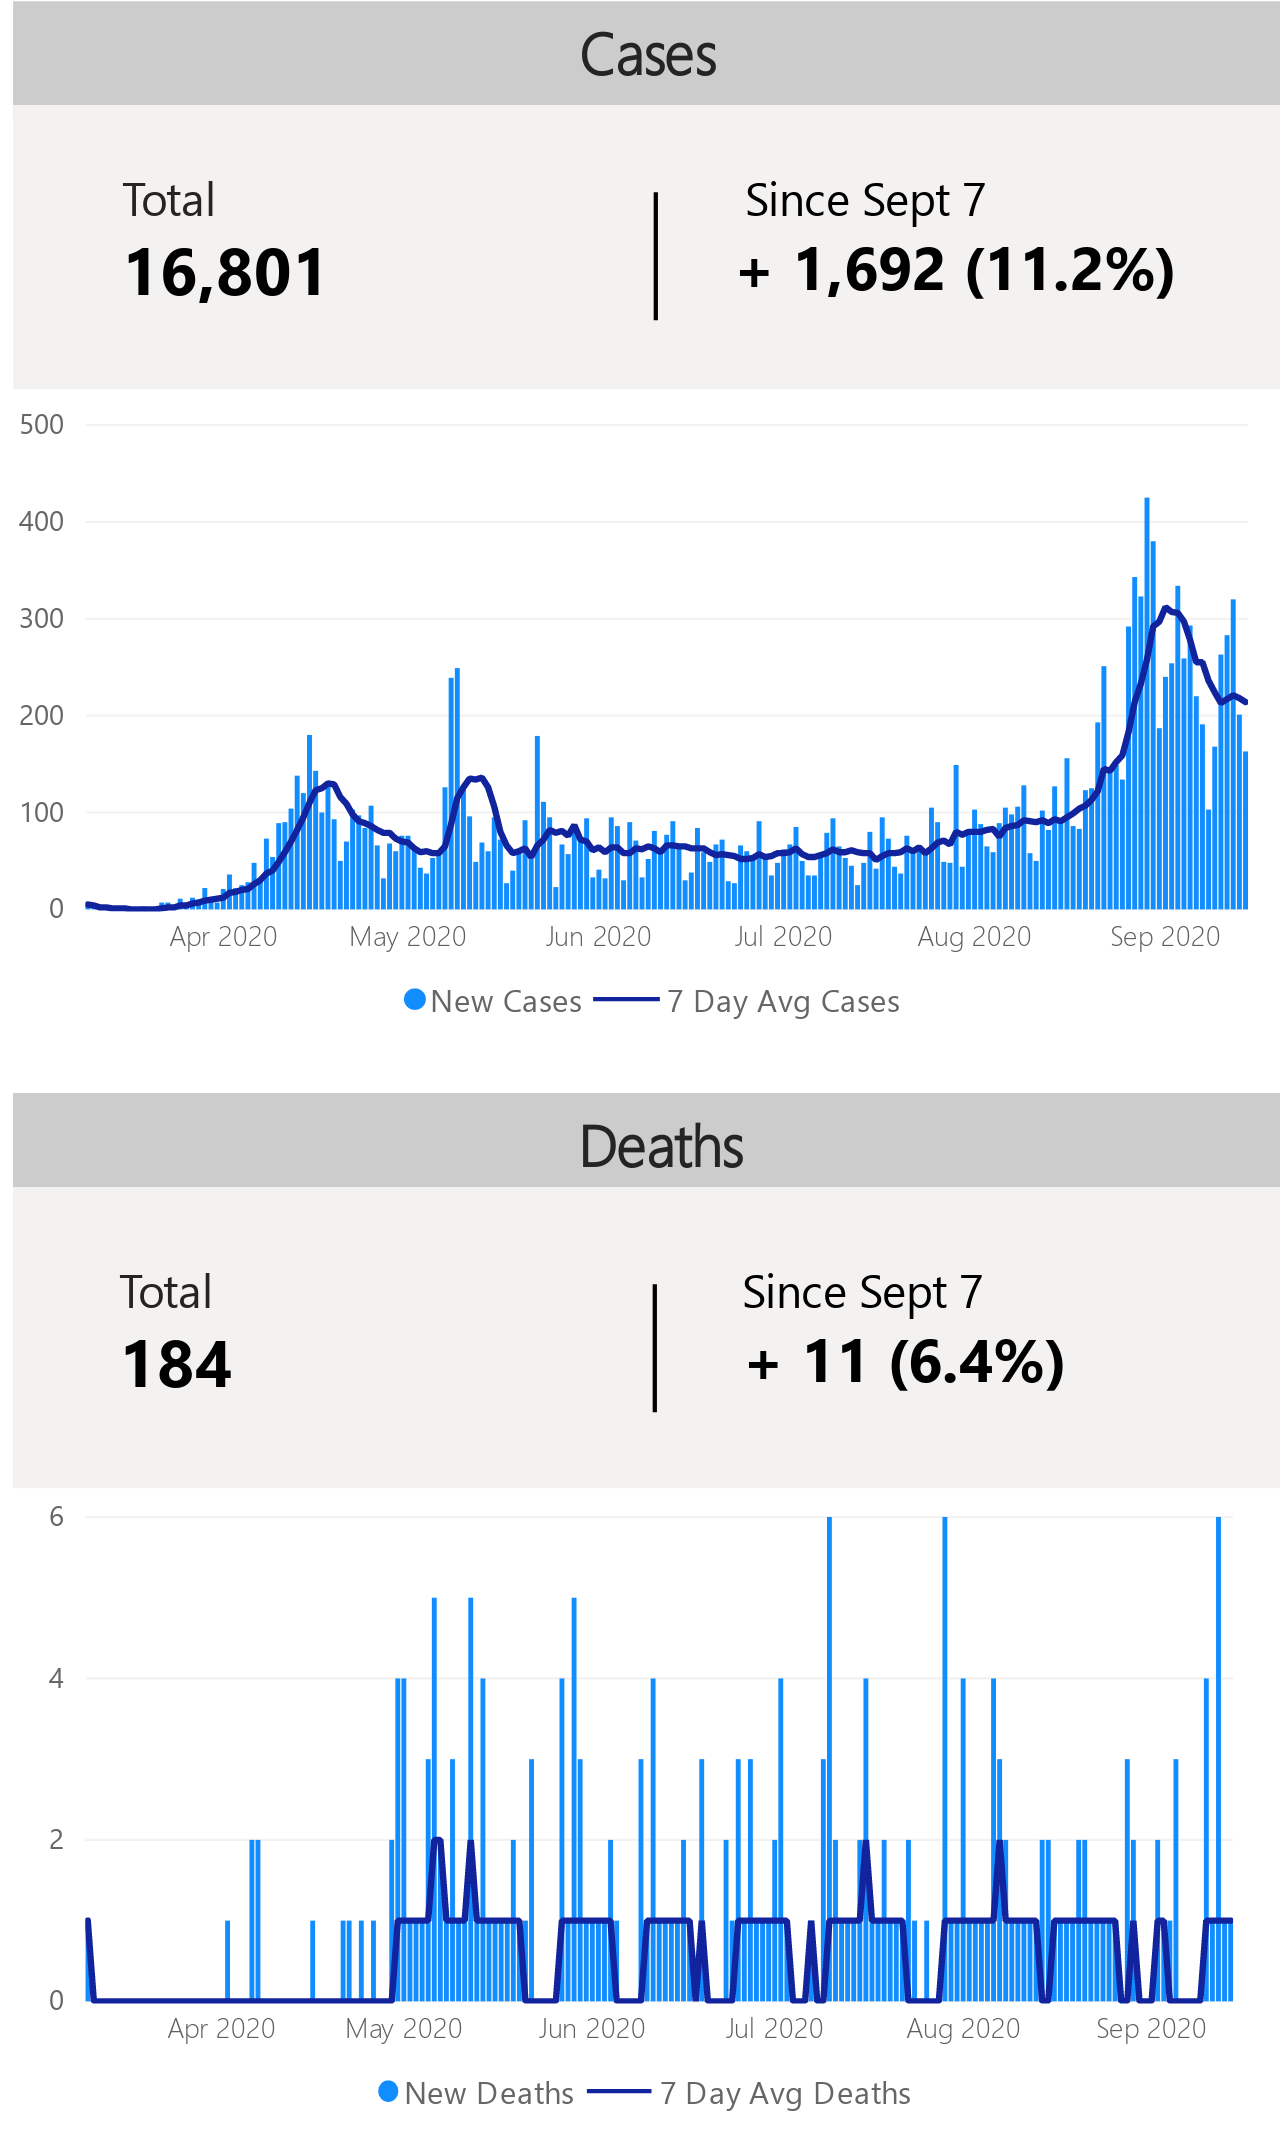 Cases
Total
Since Sept 7
16,801
+ 1,692 (11.2%)
500
400
300
200
100
0
Apr 2020
May 2020
Jun 2020
Jul 2020
Aug 2020
Sep 2020
New Cases
7 Day Avg Cases
Deaths
Total
Since Sept 7
184
+ 11 (6.4%)
6
4
2
0
Apr 2020
May 2020
Jun 2020
Jul 2020
Aug 2020
Sep 2020
New Deaths
7 Day Avg Deaths